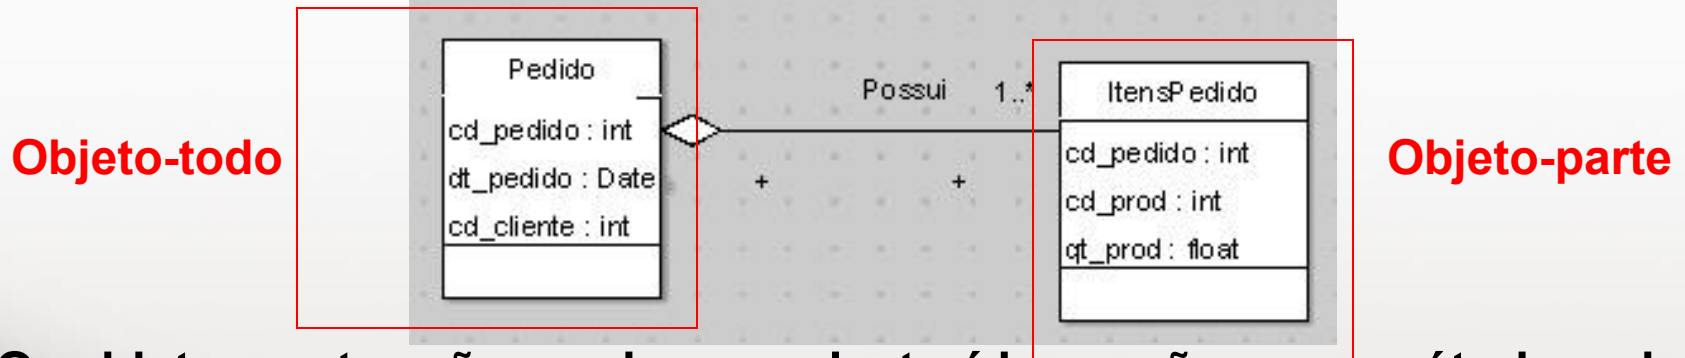 Objeto-todo
Pedido
cd_pedido : int
dt_pedido : Date
cd_cliente : int
Possui
1..*
+
+
ItensPedido
cd_pedido : int
cd_prod : int
qt_prod : float
Objeto-parte